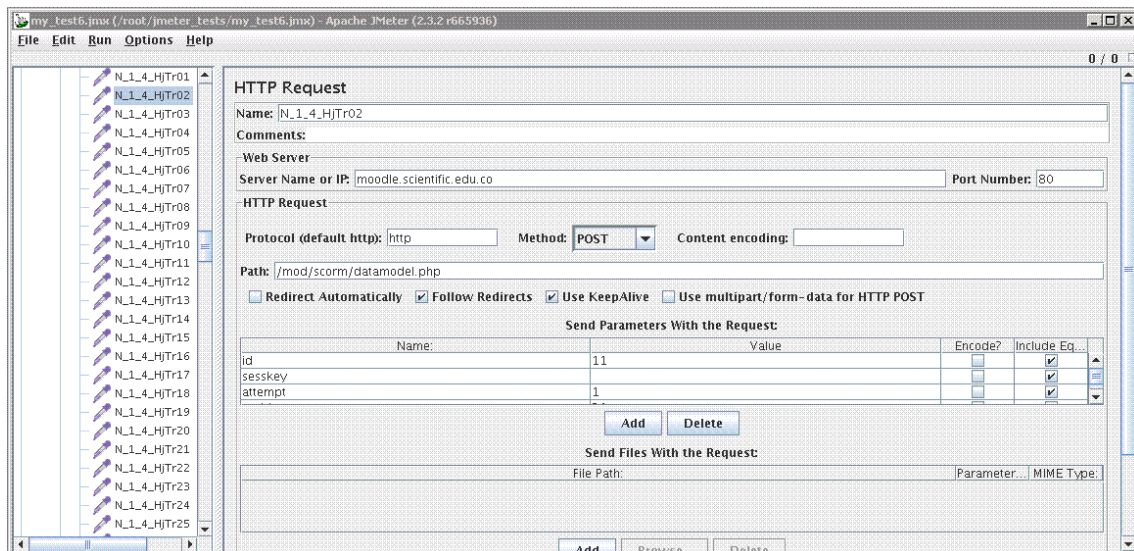 my_test6.jmx (/root/jmeter_tests/my_test6.jmx) - Apache JMeter (2.3.2 r665936)
File Edit Run Options Help
0 / 0
N_1_4_HjTr01
N_1_4_HjTr02
N_1_4_HjTr03
N_1_4_HjTr04
N_1_4_HjTr05
N_1_4_HjTr06
N_1_4_HjTr07
N_1_4_HjTr08
N_1_4_HjTr09
N_1_4_HjTr10
N_1_4_HjTr11
N_1_4_HjTr12
N_1_4_HjTr13
N_1_4_HjTr14
N_1_4_HjTr15
N_1_4_HjTr16
N_1_4_HjTr17
N_1_4_HjTr18
N_1_4_HjTr19
N_1_4_HjTr20
N_1_4_HjTr21
N_1_4_HjTr22
N_1_4_HjTr23
N_1_4_HjTr24
N_1_4_HjTr25
HTTP Request
Name: N_1_4_HjTr02
Comments:
Web Server
Server Name or IP: moodle.scientific.edu.co Port Number: 80
HTTP Request
Protocol (default http): http Method: POST Content encoding:
Path: /mod/scorm/datamodel.php
Redirect Automatically Follow Redirects Use KeepAlive Use multipart/form-data for HTTP POST
Send Parameters With the Request:
Name: Value Encode? Include Eq...
id 11
sesskey
attempt 1
Add Delete
Send Files With the Request:
File Path: Parameter... MIME Type:
Add Browse... Delete